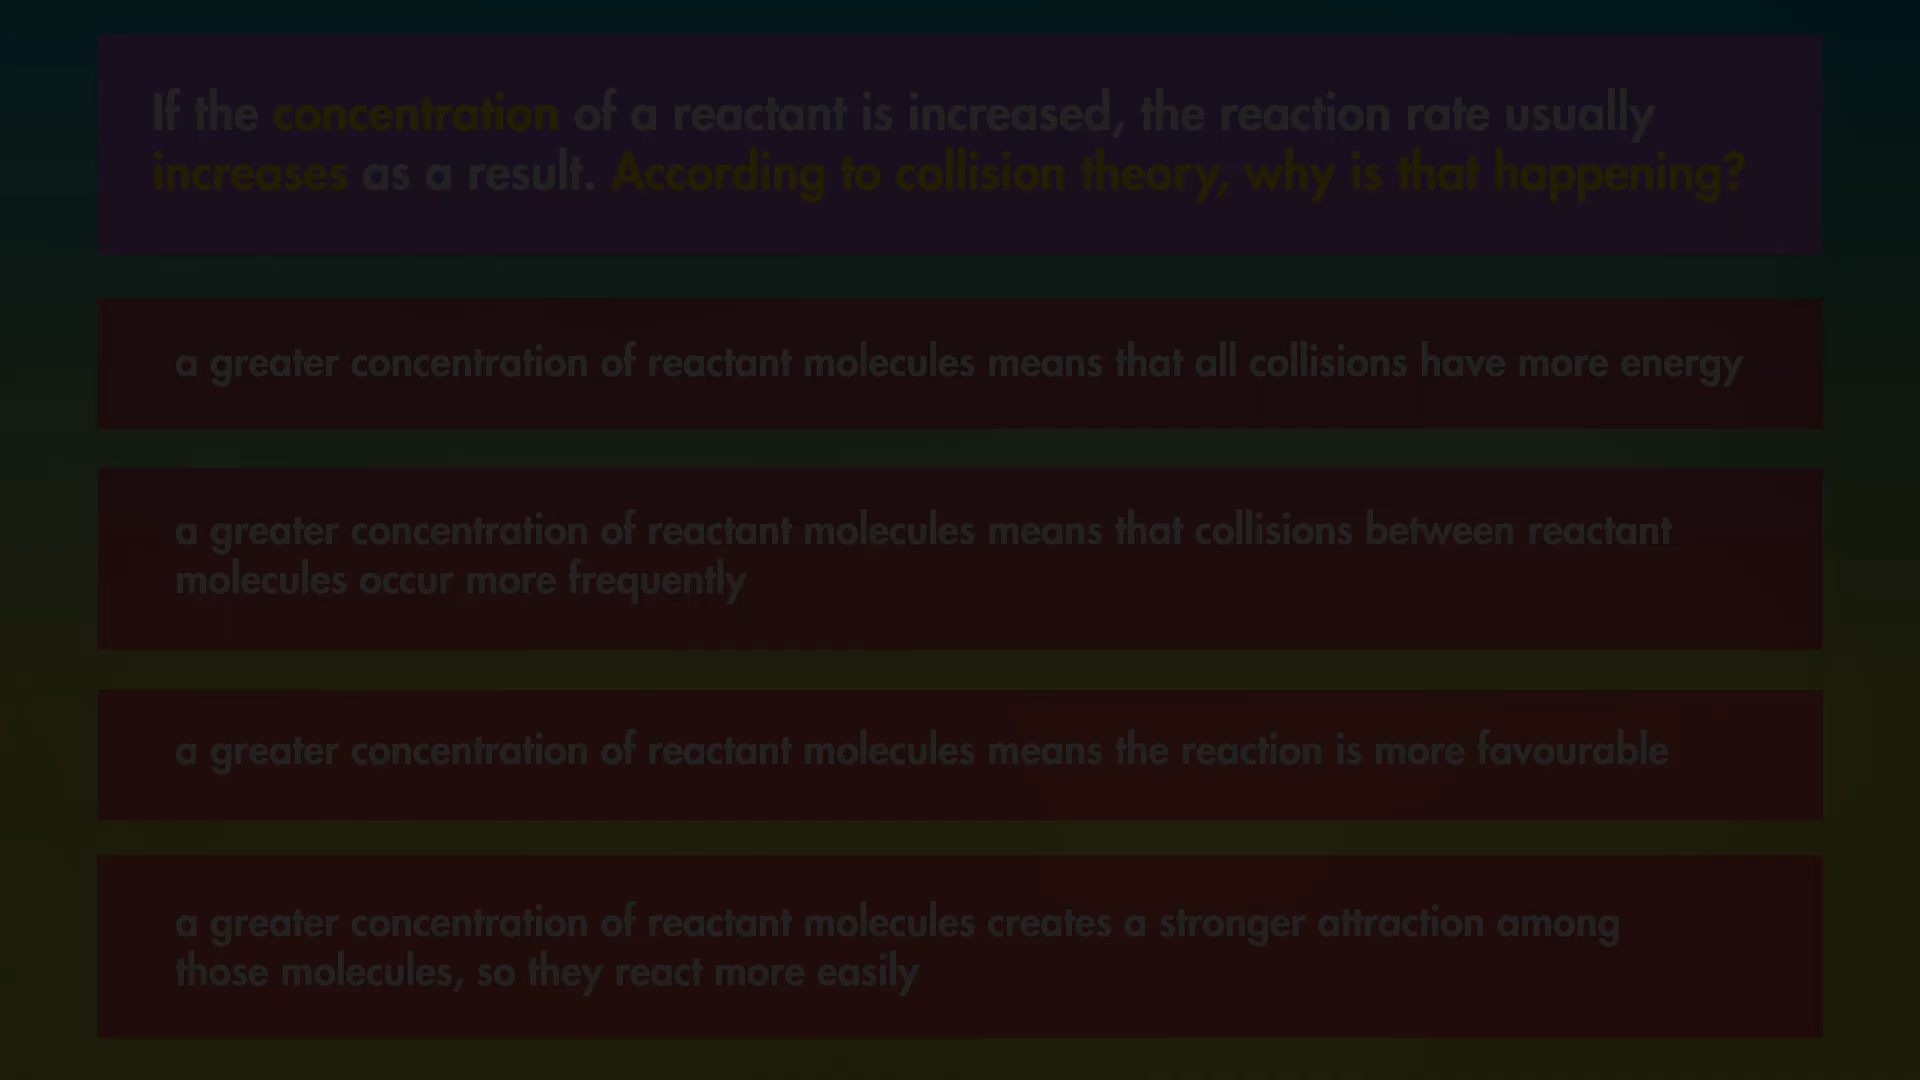 If the concentration of a reactant is increased, the reaction rate usually
increases as a result. According to collision theory, why is that happening?
a greater concentration of reactant molecules means that all collisions have more energy
a greater concentration of reactant molecules means that collisions between reactant
molecules occur more frequently
a greater concentration of reactant molecules means the reaction is more favourable
a greater concentration of reactant molecules creates a stronger attraction among
those molecules, so they react more easily